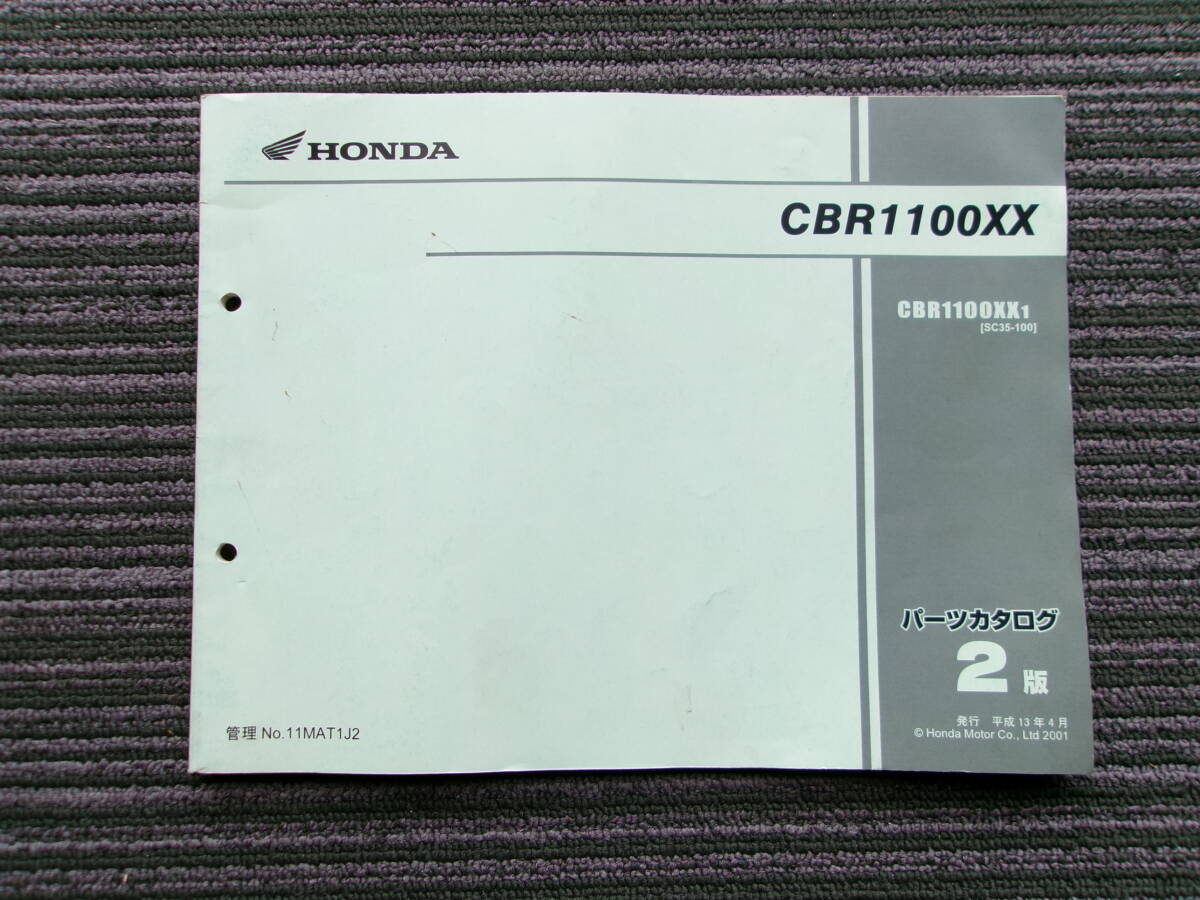 HONDA
CBR1100XX
CBR1100XX1
[SC35-100]
パーツカタログ
2版
発行 平成13年4月
© Honda Motor Co., Ltd 2001
管理 No.11MAT1J2